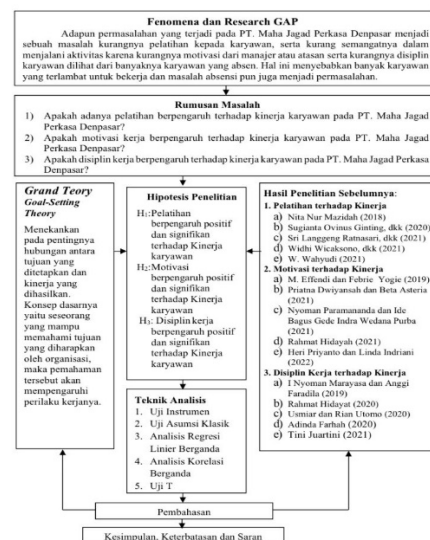 Fenomena dan Research GAP
Adapun permasalahan yang terjadi pada PT. Maha Jagad Perkasa Denpasar menjadi
sebuah masalah kurangnya pelatihan kepada karyawan, serta kurang semangatnya dalam
menjalani aktivitas karena kurangnya motivasi dari manajer atau atasan serta kurangnya disiplin
karyawan dilihat dari banyaknya karyawan yang absen. Hal ini menyebabkan banyak karyawan
yang terlambat untuk bekerja dan masalah absensi pun juga menjadi permasalahan.
Rumusan Masalah
1) Apakah adanya pelatihan berpengaruh terhadap kinerja karyawan pada PT. Maha Jagad
Perkasa Denpasar?
2) Apakah motivasi kerja berpengaruh terhadap kinerja karyawan pada PT. Maha Jagad
Perkasa Denpasar?
3) Apakah disiplin kerja berpengaruh terhadap kinerja karyawan pada PT. Maha Jagad Perkasa
Denpasar?
Grand Teory
Goal-Setting
Theory
Menekankan
pada pentingnya
hubungan antara
tujuan yang
ditetapkan dan
kinerja yang
dihasilkan.
Konsep dasarnya
yaitu seseorang
yang mampu
memahami tujuan
yang diharapkan
oleh organisasi,
maka pemahaman
tersebut akan
mempengaruhi
perilaku kerjanya.
Hipotesis Penelitian
H1:Pelatihan
berpengaruh positif
dan signifikan
terhadap Kinerja
karyawan
H2:Motivasi
berpengaruh positif
dan signifikan
terhadap Kinerja
karyawan
H3: Disiplin kerja
berpengaruh positif
dan signifikan
terhadap Kinerja
karyawan
Teknik Analisis
1. Uji Instrumen
2. Uji Asumsi Klasik
3. Analisis Regresi
Linier Berganda
4. Analisis Korelasi
Berganda
5. Uji T
Hasil Penelitian Sebelumnya:
1. Pelatihan terhadap Kinerja
a) Nita Nur Mazidah (2018)
b) Sugianta Ovinus Ginting, dkk (2020)
c) Sri Langgeng Ratnasari, dkk (2021)
d) Widhi Wicaksono, dkk (2021)
e) W. Wahyudi (2021)
2. Motivasi terhadap Kinerja
a) M. Effendi dan Febrie Yogie (2019)
b) Priatna Dwiyansah dan Beta Asteria
(2021)
c) Nyoman Paramananda dan Ide
Bagus Gede Indra Wedana Purba
(2021)
d) Rahmat Hidayah (2021)
e) Heri Priyanto dan Linda Indriani
(2022)
3. Disiplin Kerja terhadap Kinerja
a) I Nyoman Marayasa dan Anggi
Faradila (2019)
b) Rahmat Hidayat (2020)
c) Usmiar dan Rian Utomo (2020)
d) Adinda Farhah (2020)
e) Tini Juartini (2021)
Pembahasan
Kesimpulan, Keterbatasan dan Saran